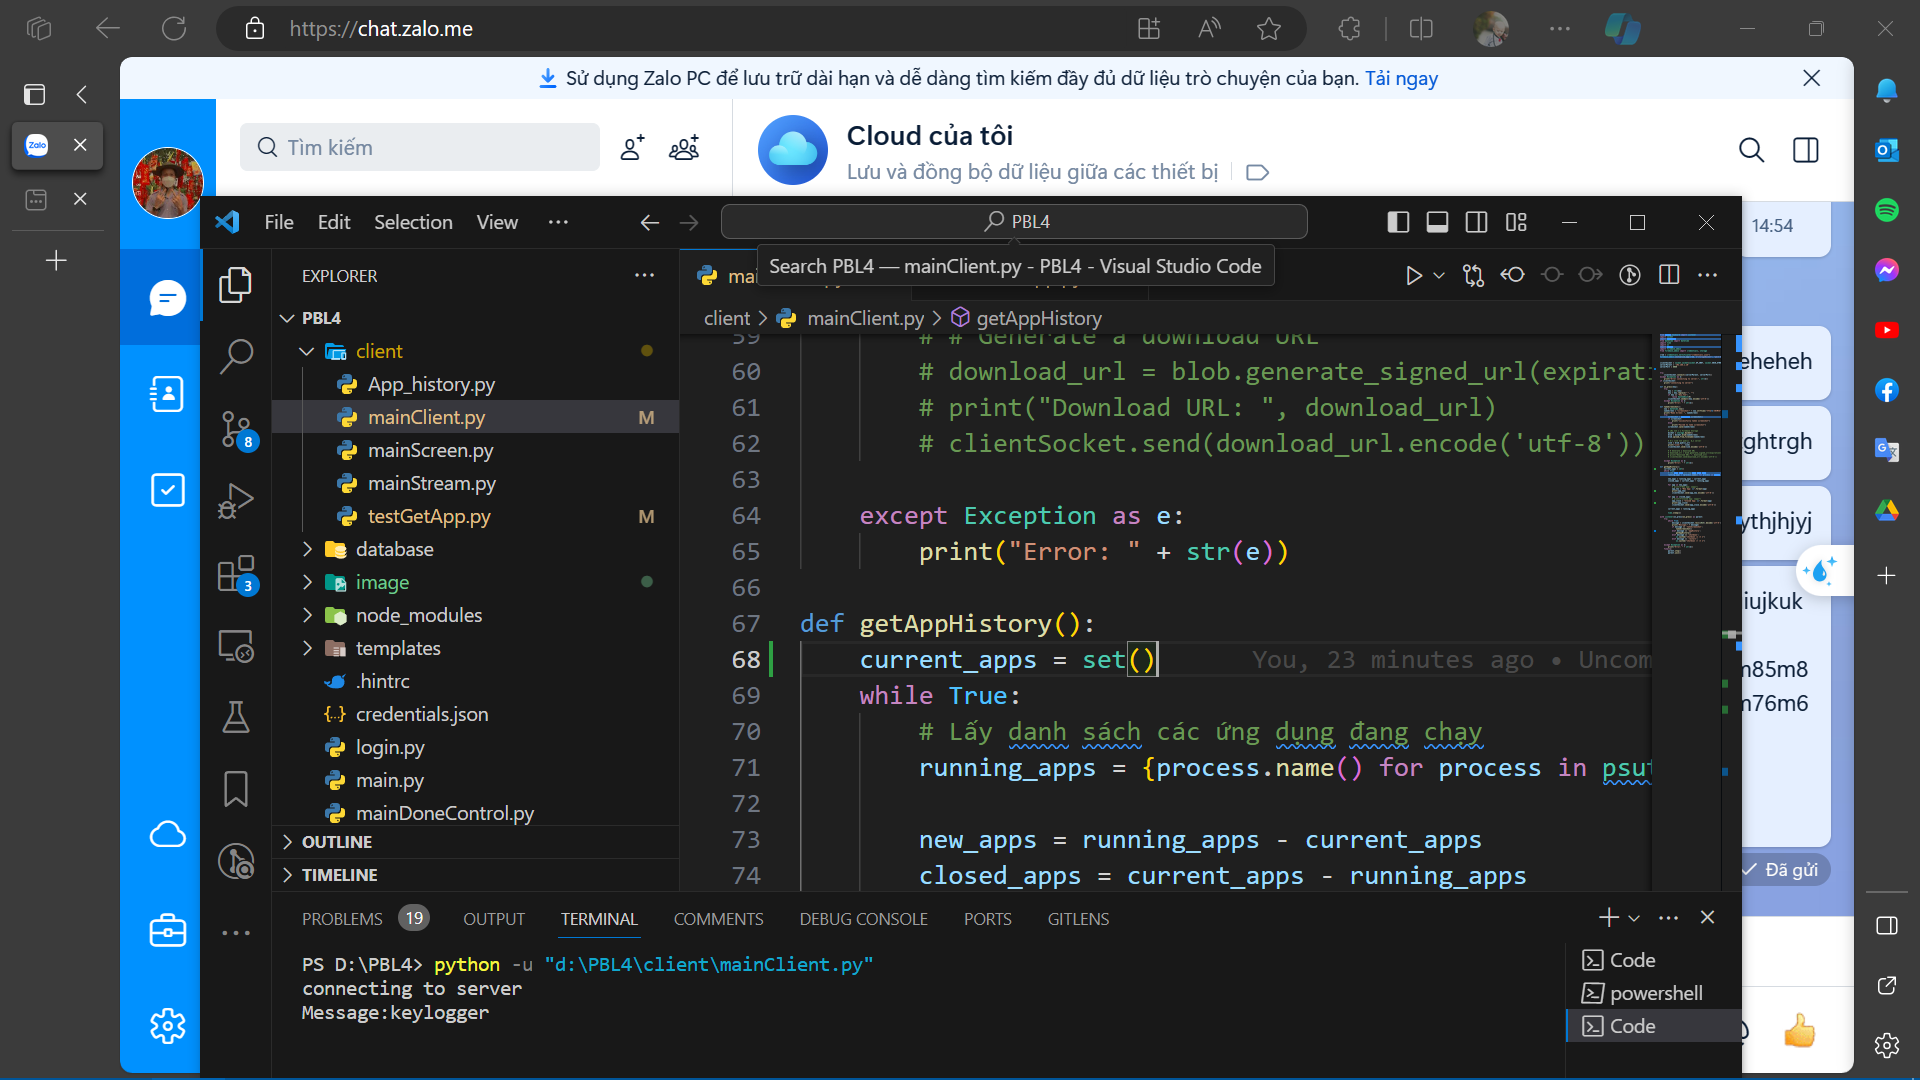 https://chat.zalo.me
Sử dụng Zalo PC để lưu trữ dài hạn và dễ dàng tìm kiếm đầy đủ dữ liệu trò chuyện của bạn. Tải ngay
Zalo
Tìm kiếm
Cloud của tôi
Lưu và đồng bộ dữ liệu giữa các thiết bị
14:54
File Edit Selection View ...
PBL4
Search PBL4 — mainClient.py - PBL4 - Visual Studio Code
EXPLORER
PBL4
client
App_history.py
mainClient.py M
mainScreen.py
mainStream.py
testGetApp.py M
database
image
node_modules
templates
.hintrc
credentials.json
login.py
main.py
mainDoneControl.py
OUTLINE
TIMELINE
8
3
client > mainClient.py > getAppHistory
59 # # Generate a download URL
60 # download_url = blob.generate_signed_url(expirati
61 # print("Download URL: ", download_url)
62 # clientSocket.send(download_url.encode('utf-8'))
63
64 except Exception as e:
65 print("Error: " + str(e))
66
67 def getAppHistory():
68 current_apps = set() You, 23 minutes ago • Uncom
69 while True:
70 # Lấy danh sách các ứng dụng đang chạy
71 running_apps = {process.name() for process in psut
72
73 new_apps = running_apps - current_apps
74 closed_apps = current_apps - running_apps
eheheh
ghtrgh
ythjhjyj
iujkuk
m85m8
m76m6
Đã gửi
PROBLEMS 19 OUTPUT TERMINAL COMMENTS DEBUG CONSOLE PORTS GITLENS
PS D:\PBL4> python -u "d:\PBL4\client\mainClient.py"
connecting to server
Message:keylogger
Code
powershell
Code